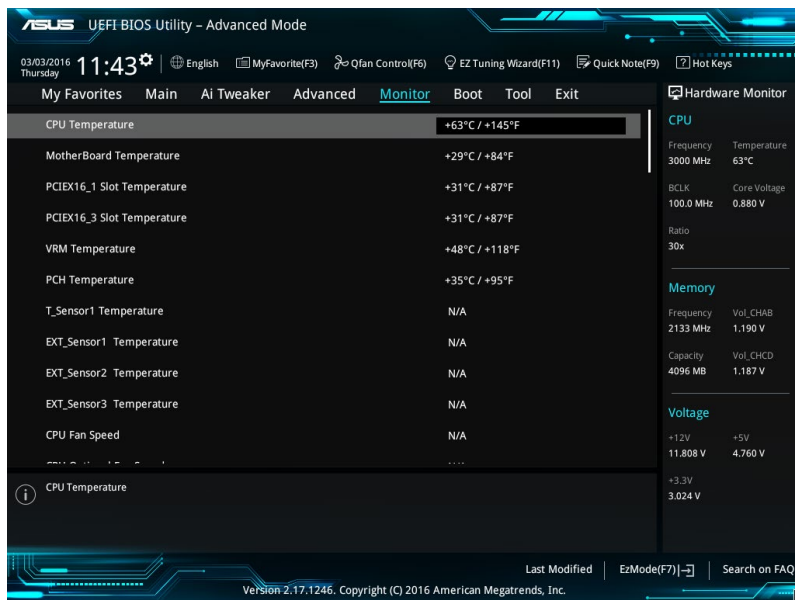 ASUS UEFI BIOS Utility – Advanced Mode
03/03/2016 Thursday 11:43 English MyFavorite(F3) Qfan Control(F6) EZ Tuning Wizard(F11) Quick Note(F9) ? Hot Keys
My Favorites Main Ai Tweaker Advanced Monitor Boot Tool Exit
CPU Temperature +63°C / +145°F
MotherBoard Temperature +29°C / +84°F
PCIEX16_1 Slot Temperature +31°C / +87°F
PCIEX16_3 Slot Temperature +31°C / +87°F
VRM Temperature +48°C / +118°F
PCH Temperature +35°C / +95°F
T_Sensor1 Temperature N/A
EXT_Sensor1 Temperature N/A
EXT_Sensor2 Temperature N/A
EXT_Sensor3 Temperature N/A
CPU Fan Speed N/A
CPU Temperature
Hardware Monitor
CPU
Frequency Temperature
3000 MHz 63°C
BCLK Core Voltage
100.0 MHz 0.880 V
Ratio
30x
Memory
Frequency Vol_CHAB
2133 MHz 1.190 V
Capacity Vol_CHCD
4096 MB 1.187 V
Voltage
+12V +5V
11.808 V 4.760 V
+3.3V
3.024 V
Last Modified EzMode(F7) Search on FAQ
Version 2.17.1246. Copyright (C) 2016 American Megatrends, Inc.